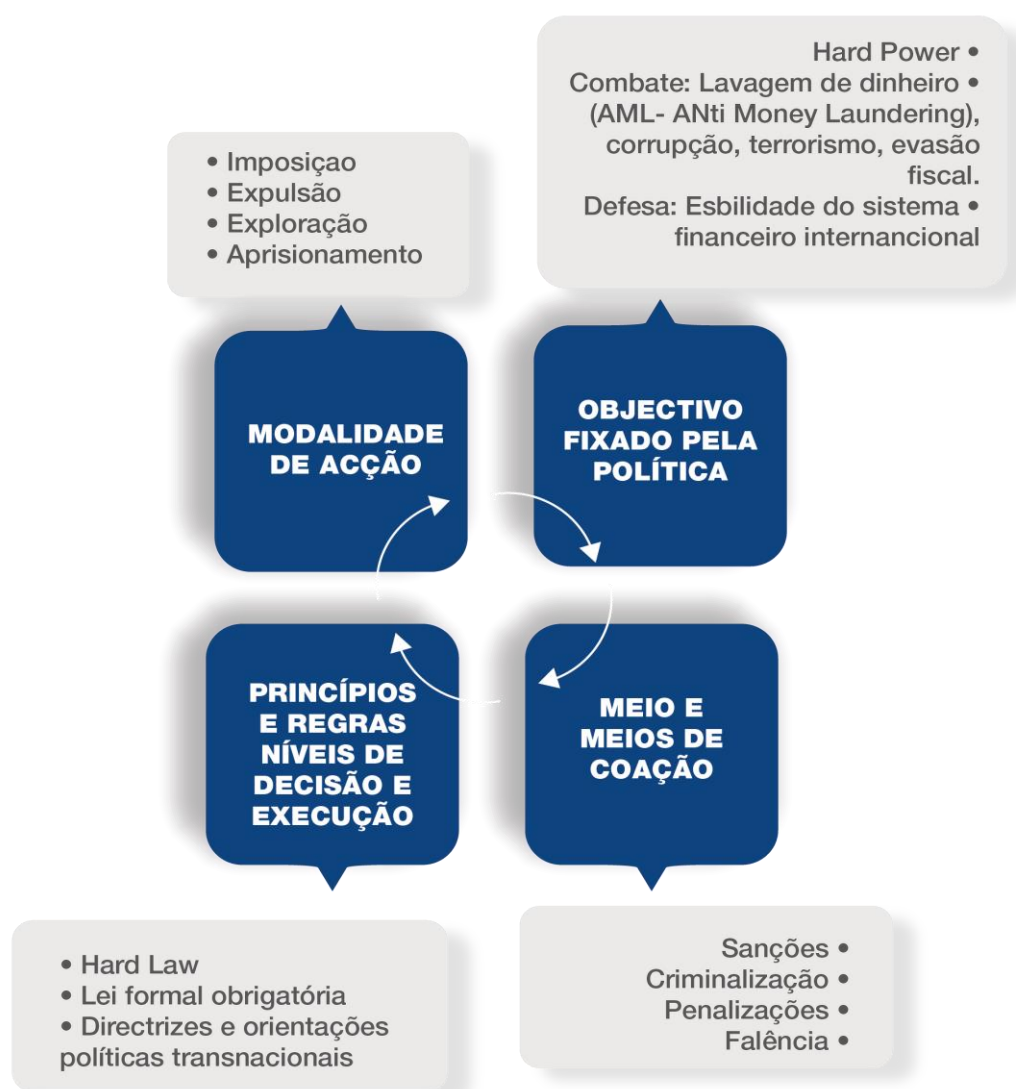 • Imposiçao
• Expulsão
• Exploração
• Aprisionamento
Hard Power •
Combate: Lavagem de dinheiro •
(AML- ANti Money Laundering),
corrupção, terrorismo, evasão
fiscal.
Defesa: Esbilidade do sistema •
financeiro internancional
MODALIDADE
DE ACÇÃO
OBJECTIVO
FIXADO PELA
POLÍTICA
PRINCÍPIOS
E REGRAS
NÍVEIS DE
DECISÃO E
EXECUÇÃO
MEIO E
MEIOS DE
COAÇÃO
• Hard Law
• Lei formal obrigatória
• Directrizes e orientações
políticas transnacionais
Sanções •
Criminalização •
Penalizações •
Falência •